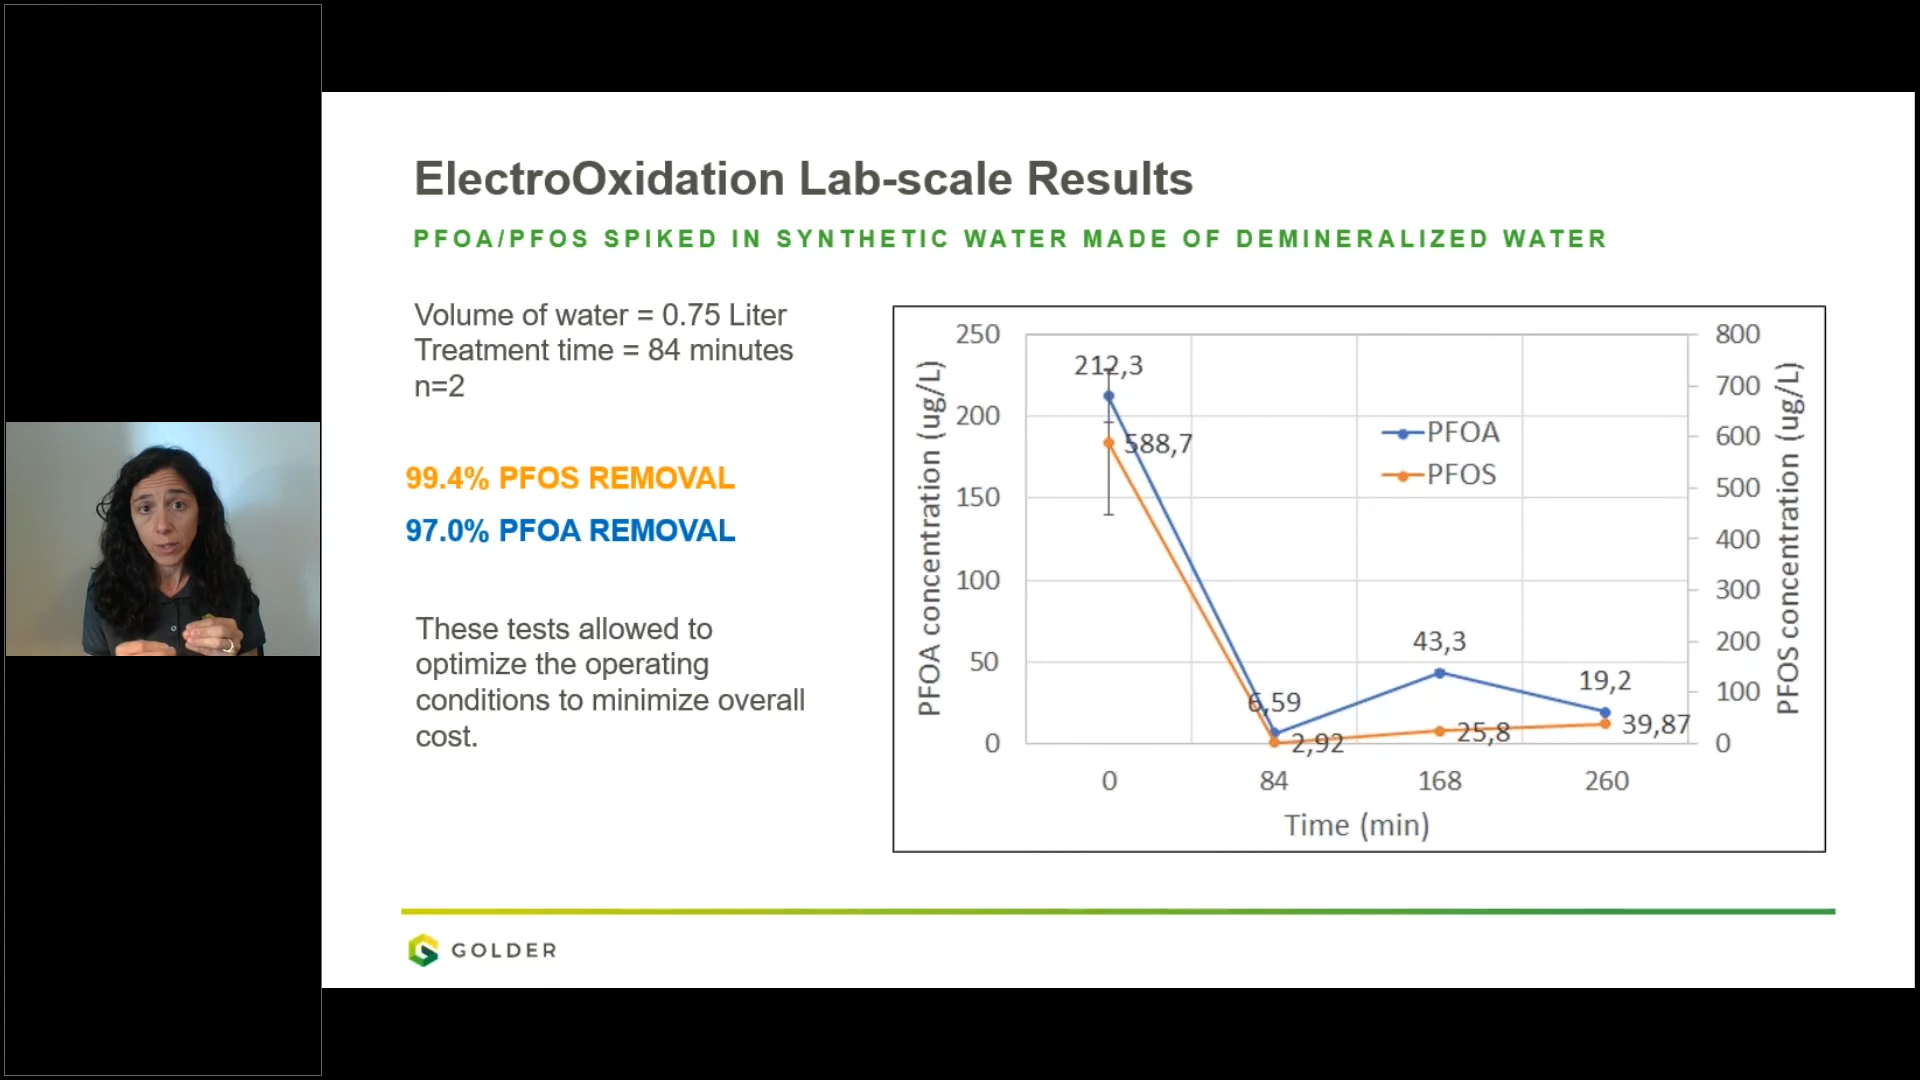 ElectroOxidation Lab-scale Results
PFOA/PFOS SPIKED IN SYNTHETIC WATER MADE OF DEMINERALIZED WATER
Volume of water = 0.75 Liter
Treatment time = 84 minutes
n=2
99.4% PFOS REMOVAL
97.0% PFOA REMOVAL
These tests allowed to
optimize the operating
conditions to minimize overall
cost.
PFOA concentration (ug/L)
250
200
150
100
50
0
212,3
588,7
6,59
2,92
43,3
25,8
19,2
39,87
PFOA
PFOS
800
700
600
500
400
300
200
100
0
PFOS concentration (ug/L)
0 84 168 260
Time (min)
GOLDER